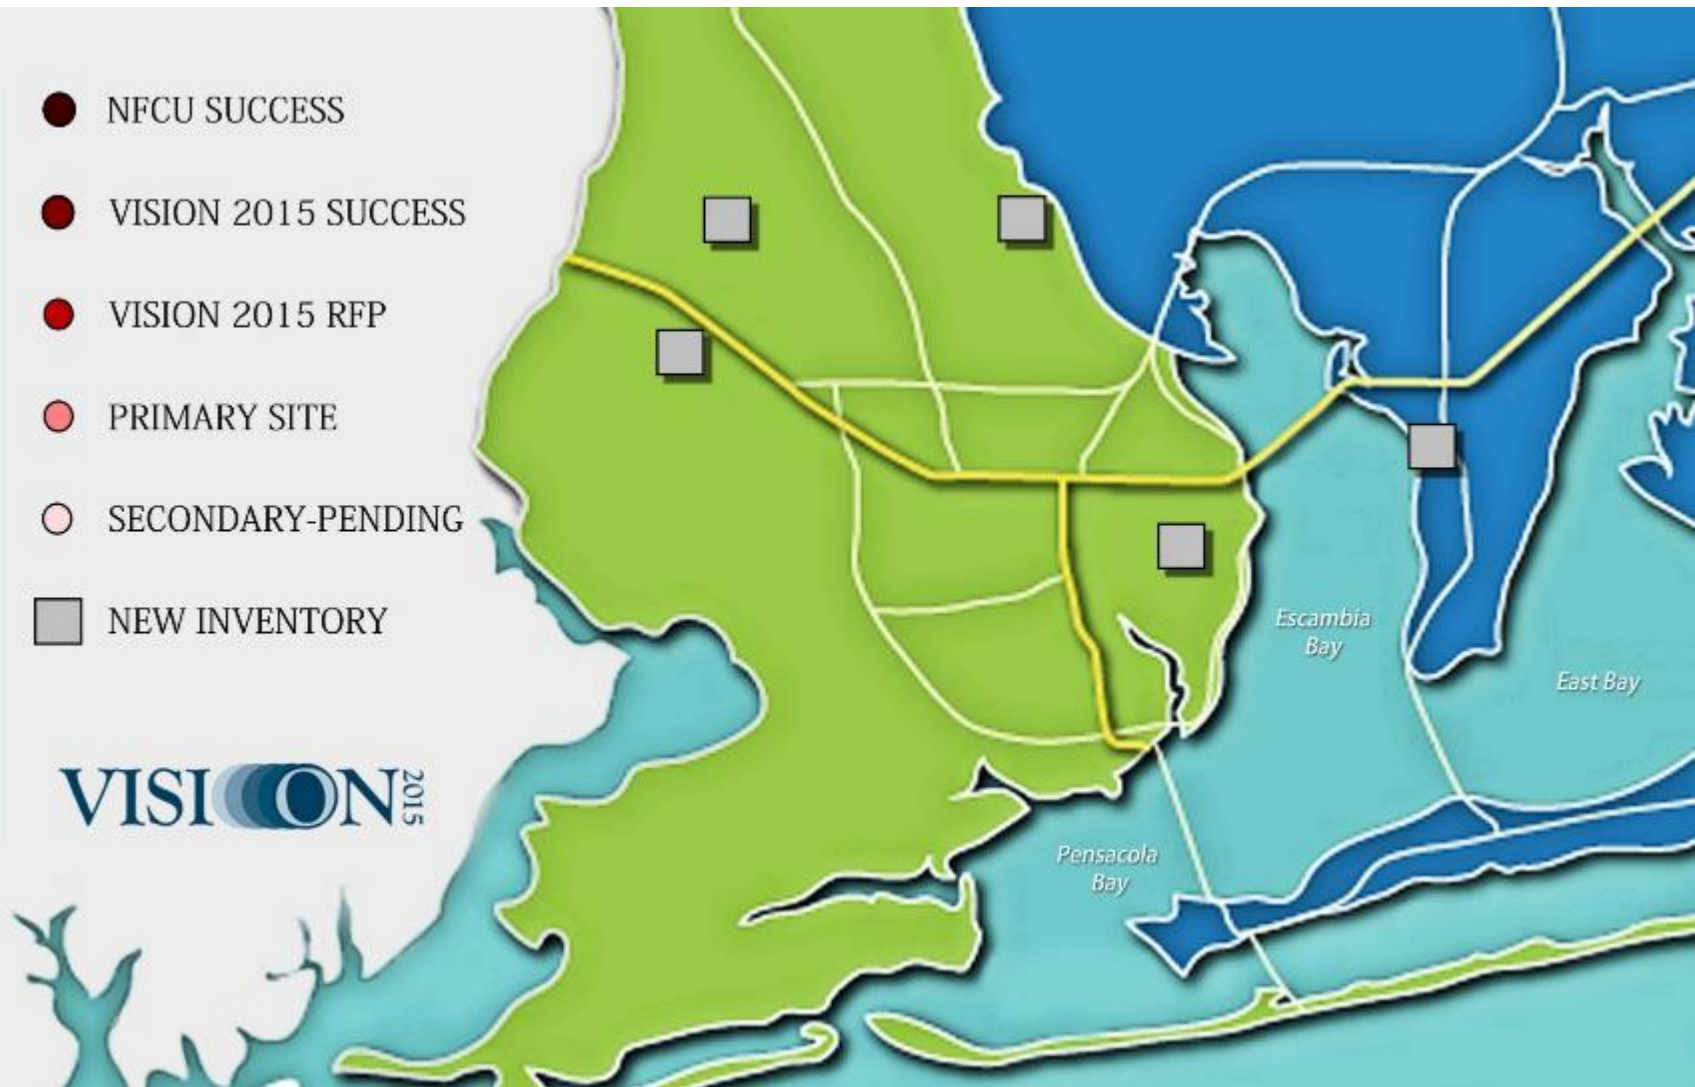 NFCU SUCCESS
VISION 2015 SUCCESS
VISION 2015 RFP
PRIMARY SITE
SECONDARY-PENDING
NEW INVENTORY
VISION 2015
Escambia
Bay
East Bay
Pensacola
Bay